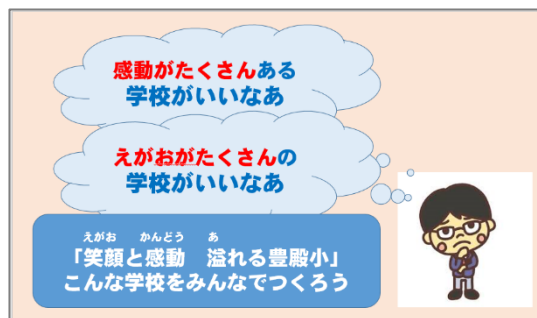 感動がたくさんある
学校がいいなあ
えがおがたくさんの
学校がいいなあ
えがお かんどう あ
「笑顔と感動 溢れる豊殿小」
こんな学校をみんなでつくろう